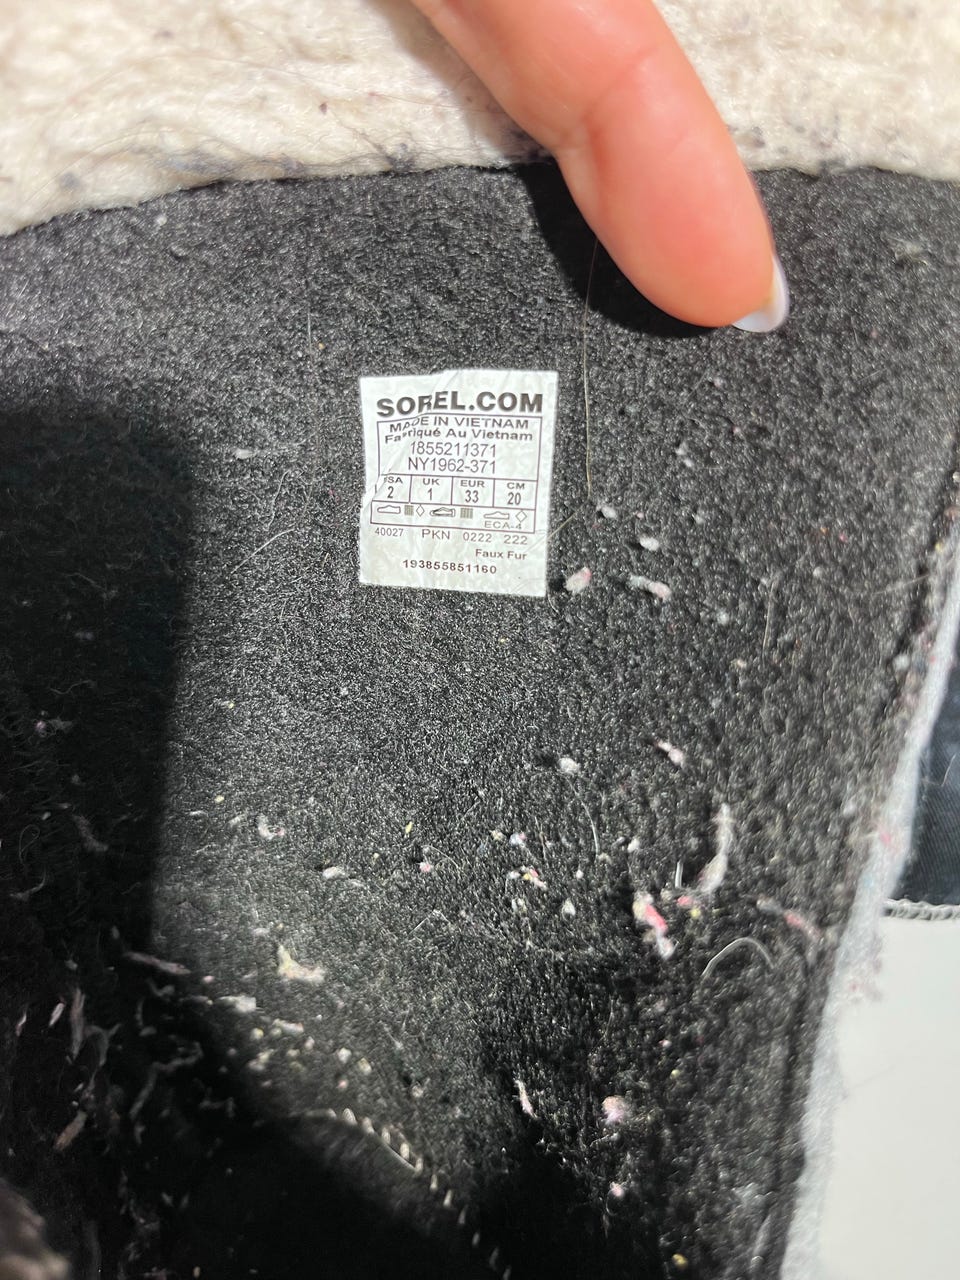 SOREL.COM
MADE IN VIETNAM
Fabriqué Au Vietnam
1855211371
NY1962-371
USA UK EUR CM
2 1 33 20
ECA-4
40027 PKN 0222 222
Faux Fur
193855851160